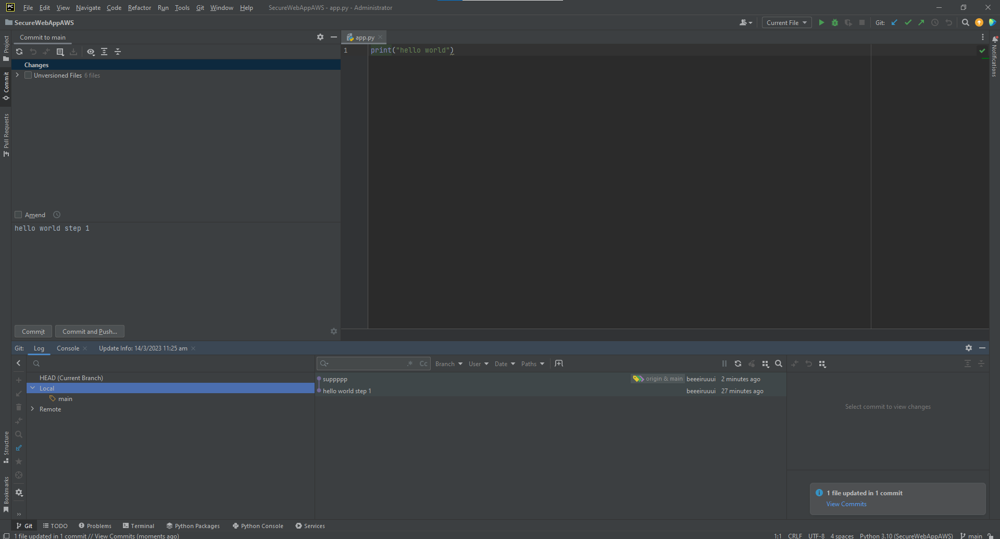 PC File Edit View Navigate Code Refactor Run Tools Git Window Help SecureWebAppAWS - app.py - Administrator
SecureWebAppAWS Current File Git:
Project
Commit
Pull Requests
Structure
Bookmarks
Commit to main
Changes
Unversioned Files 6 files
Amend
hello world step 1
Commit Commit and Push...
app.py
1 print("hello world")
Notifications
Git: Log Console Update Info: 14/3/2023 11:25 am
.* Cc Branch User Date Paths
HEAD (Current Branch)
Local
main
Remote
suppppp origin & main beeeiruuui 2 minutes ago
hello world step 1 beeeiruuui 27 minutes ago
Select commit to view changes
1 file updated in 1 commit
View Commits
Git TODO Problems Terminal Python Packages Python Console Services
1 file updated in 1 commit // View Commits (moments ago) 1:1 CRLF UTF-8 4 spaces Python 3.10 (SecureWebAppAWS) main